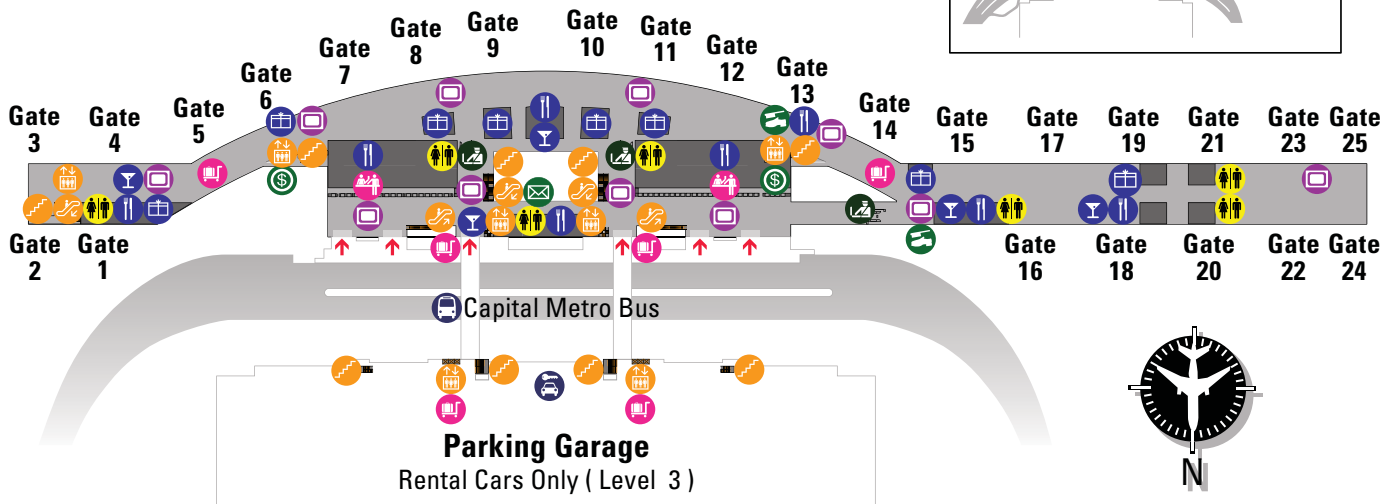 Gate 3
Gate 4
Gate 5
Gate 6
Gate 7
Gate 8
Gate 9
Gate 10
Gate 11
Gate 12
Gate 13
Gate 14
Gate 15
Gate 17
Gate 19
Gate 21
Gate 23
Gate 25
$
$
Gate 2
Gate 1
Gate 16
Gate 18
Gate 20
Gate 22
Gate 24
Capital Metro Bus
Parking Garage
Rental Cars Only ( Level 3 )
N